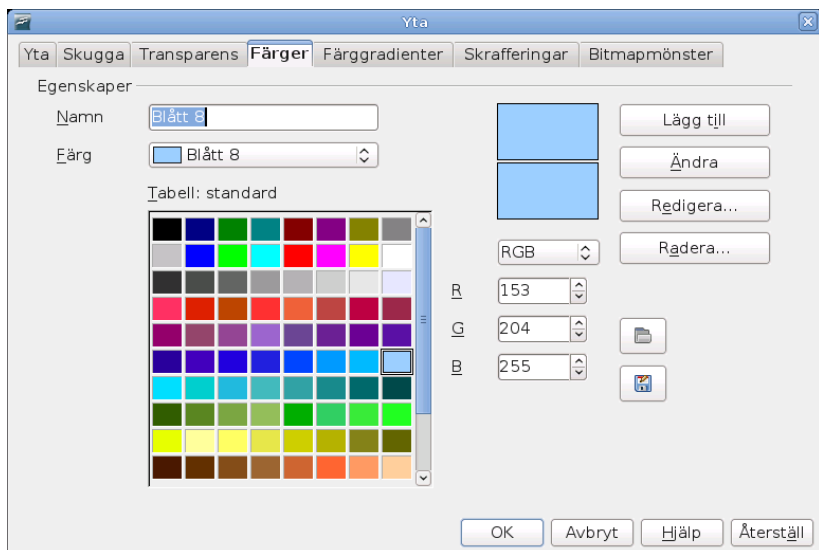 Yta
Yta Skugga Transparens Färger Färggradienter Skrafferingar Bitmapmönster
Egenskaper
Namn Blått 8 Lägg till
Färg Blått 8 Ändra
Tabell: standard Redigera...
RGB Radera...
R 153
G 204
B 255
OK Avbryt Hjälp Återställ